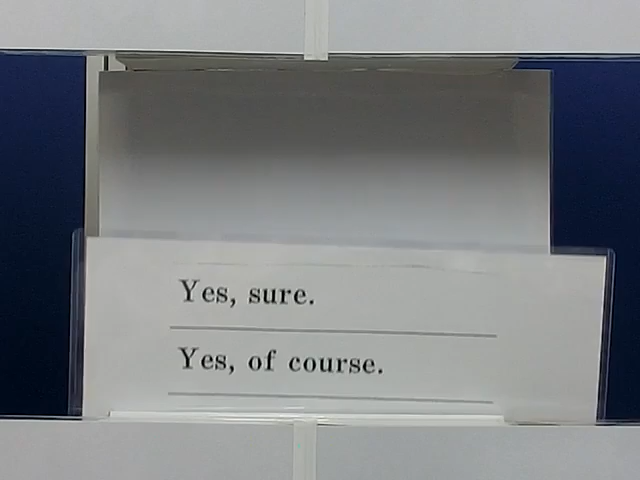 Yes, sure.
Yes, of course.